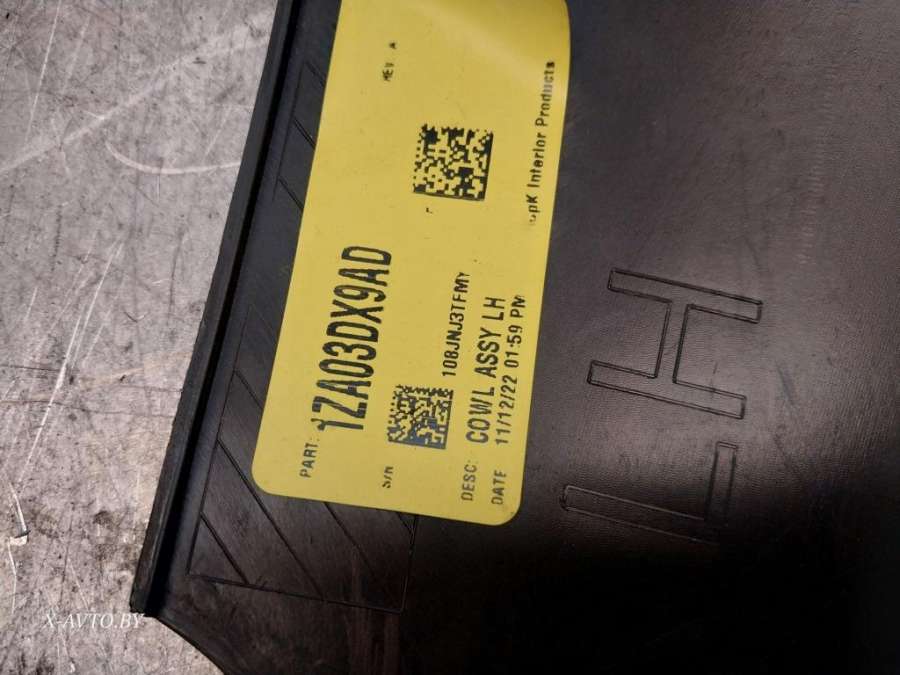 REV. A
PART: 1ZA03DX9AD
S/N 108JNJ3TFMY
DESC: COWL ASSY LH
DATE 11/12/22 01:59 PM
Interior Products
LH
X-AVTO.BY